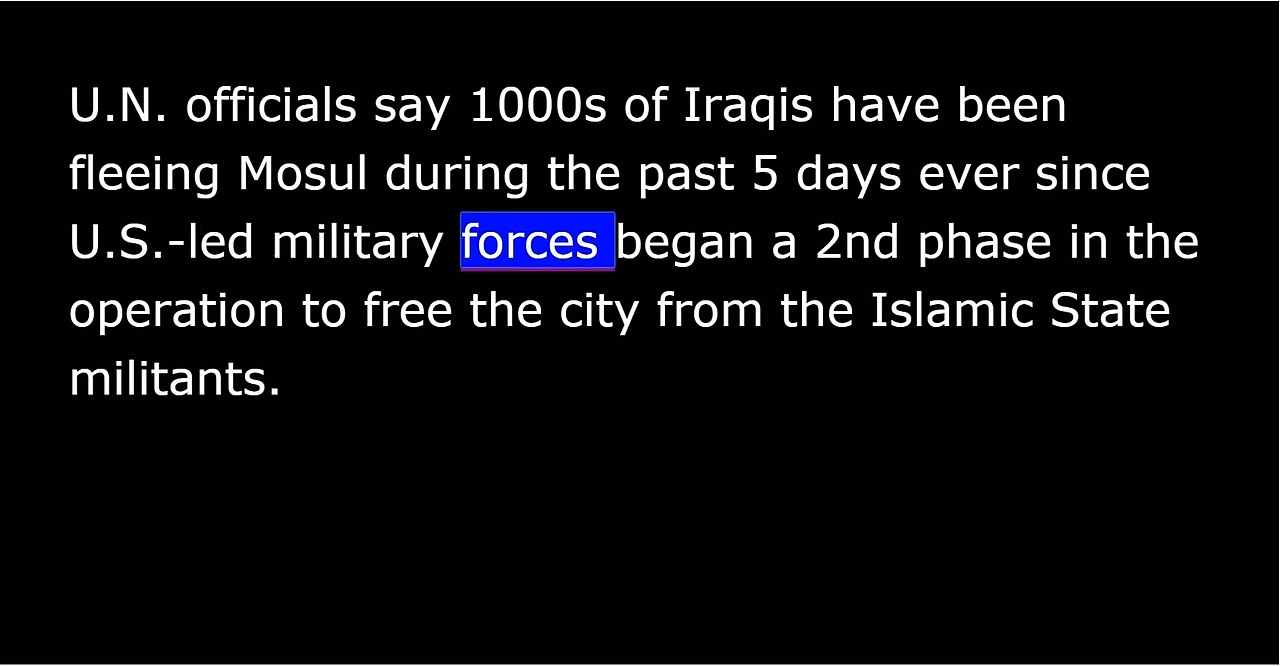 U.N. officials say 1000s of Iraqis have been
fleeing Mosul during the past 5 days ever since
U.S.-led military forces began a 2nd phase in the
operation to free the city from the Islamic State
militants.